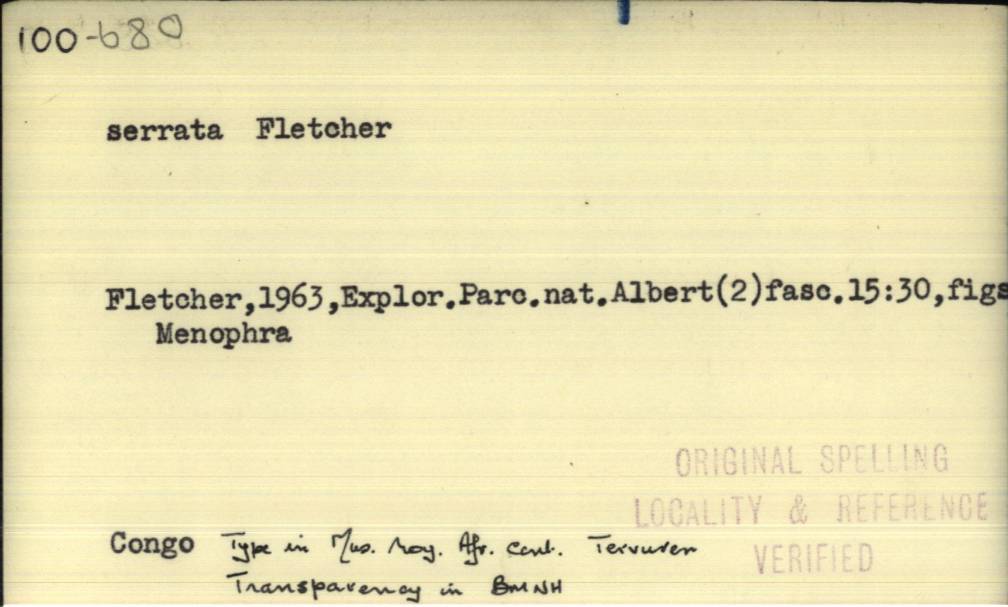 100-680
serrata Fletcher
Fletcher,1963,Explor.Parc.nat.Albert(2)fasc.15:30,figs
Menophra
ORIGINAL SPELLING
LOCALITY & REFERENCE
VERIFIED
Congo Type in Mus. Roy. Afr. Cent. Tervuren
Transparency in BMNH